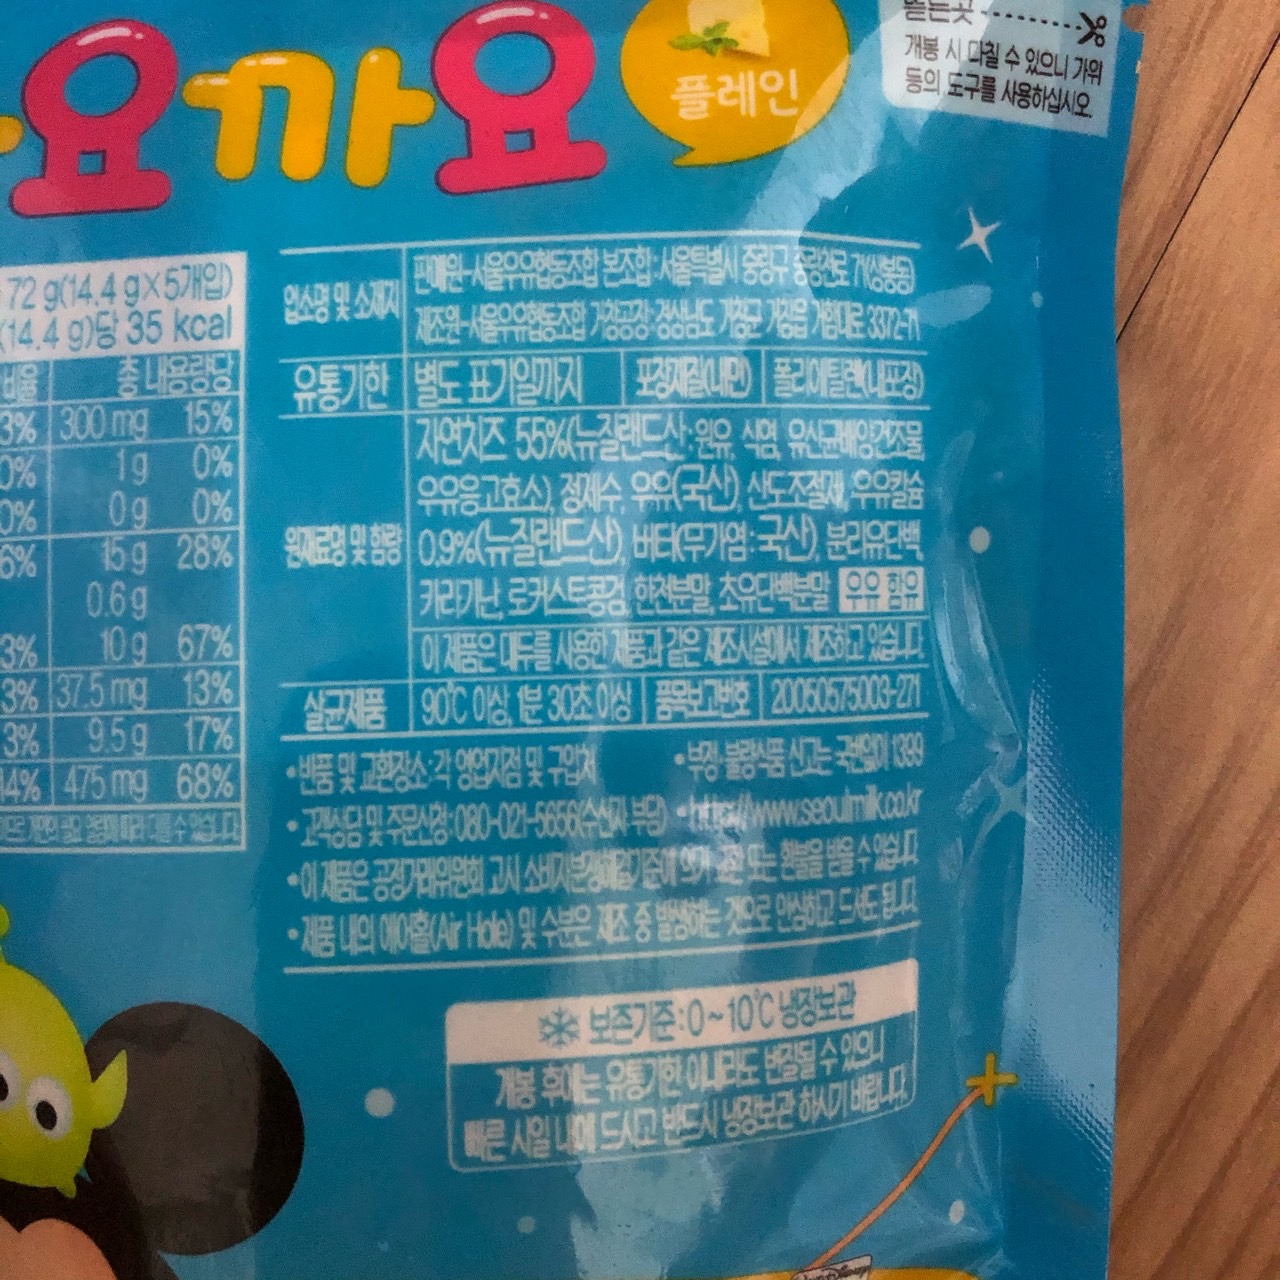 요까요
플레인
뜯는곳
개봉 시 다칠 수 있으니 가위
등의 도구를 사용하십시오.
72 g(14.4 g×5개입)
(14.4 g)당 35 kcal
비율 총 내용량당
3% 300 mg 15%
0% 1 g 0%
0% 0 g 0%
6% 15 g 28%
0.6 g
3% 10 g 67%
3% 37.5 mg 13%
3% 9.5 g 17%
14% 475 mg 68%
업소명 및 소재지
판매원-서울우유협동조합 본조합:서울특별시 중랑구 중랑천로 7(상봉동)
제조원-서울우유협동조합 거창공장:경상남도 거창군 거창읍 거함대로 3372-71
유통기한 별도 표기일까지 포장재질(내면) 폴리에틸렌(내포장)
원재료명 및 함량
자연치즈 55%(뉴질랜드산:원유, 식염, 유산균배양건조물,
우유응고효소), 정제수, 우유(국산), 산도조절제, 우유칼슘
0.9%(뉴질랜드산), 버터(무가염:국산), 분리유단백,
카라기난, 로커스트콩검, 한천분말, 초유단백분말 우유 함유
이 제품은 대두를 사용한 제품과 같은 제조시설에서 제조하고 있습니다.
살균제품 90℃ 이상, 1분 30초 이상 품목보고번호 20050575003-271
•반품 및 교환장소:각 영업지점 및 구입처 •부정·불량식품 신고는 국번없이 1399
•고객상담 및 주문신청:080-021-5656(수신자 부담) •http://www.seoulmilk.co.kr
•이 제품은 공정거래위원회 고시 소비자분쟁해결기준에 의거 교환 또는 환불을 받을 수 있습니다.
•제품 내의 에어홀(Air Hole) 및 수분은 제조 중 발생하는 것으로 안심하고 드셔도 됩니다.
보존기준:0~10℃ 냉장보관
개봉 후에는 유통기한 이내라도 변질될 수 있으니
빠른 시일 내에 드시고 반드시 냉장보관 하시기 바랍니다.